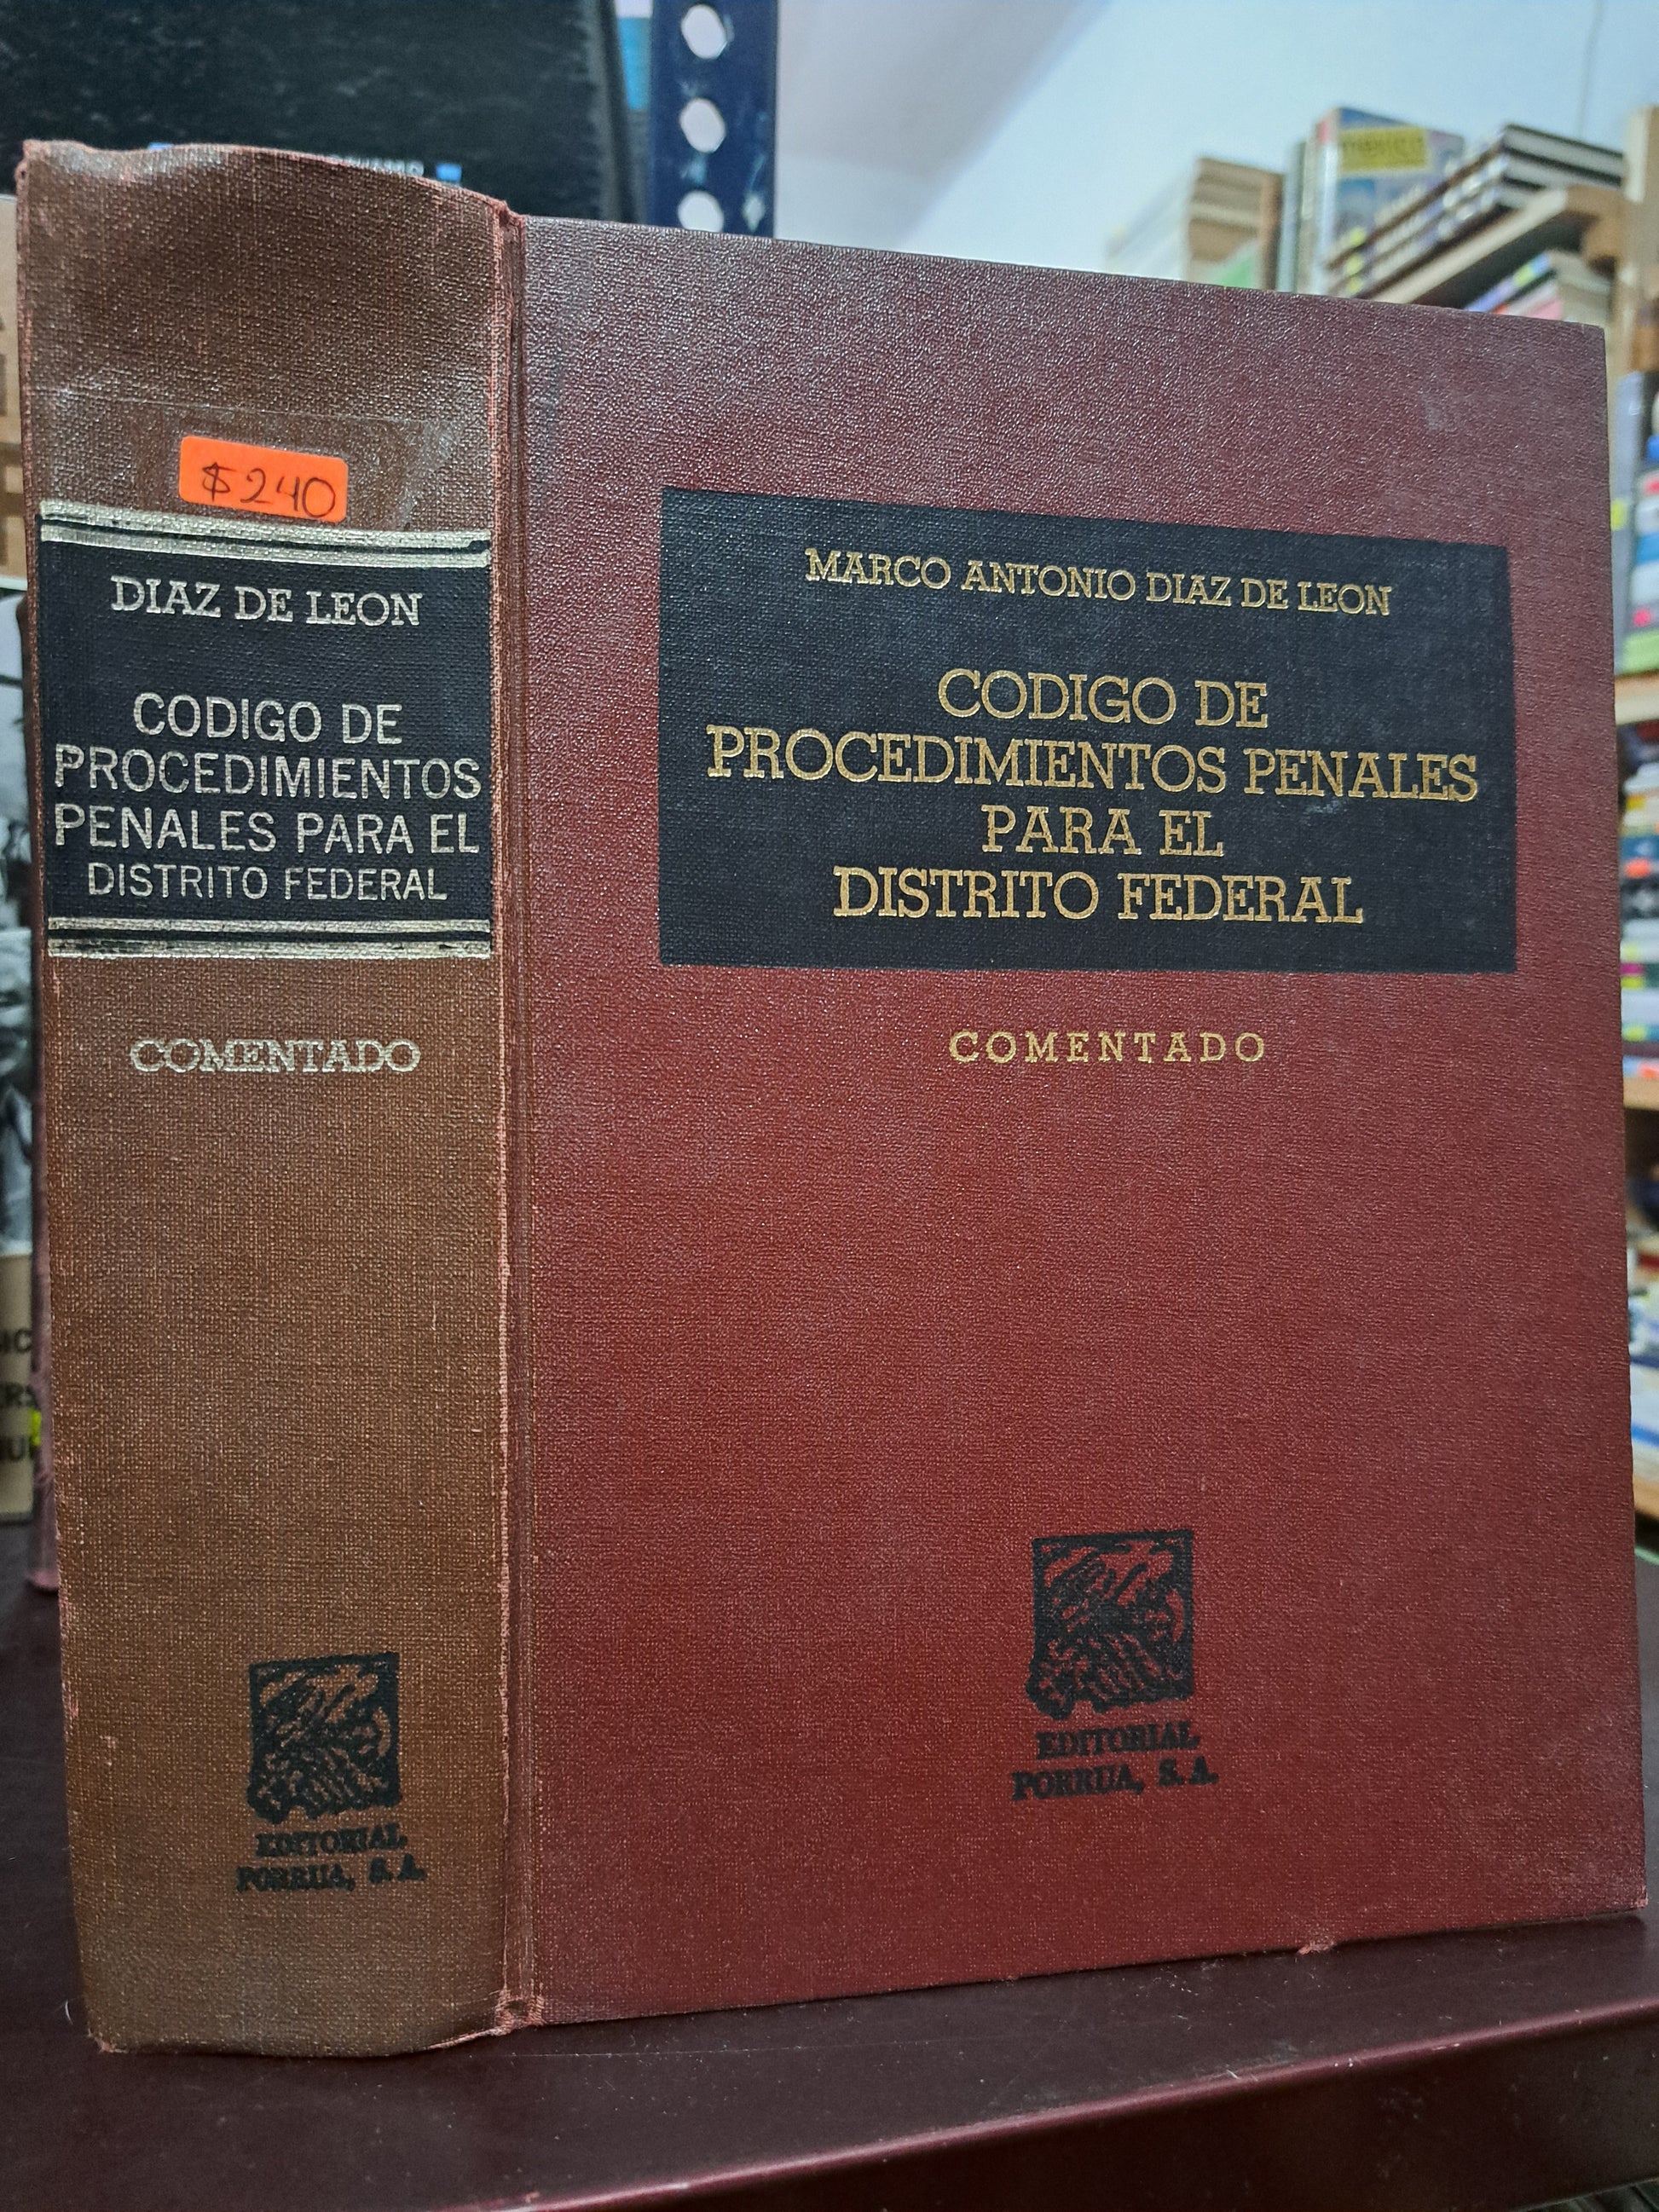 $240
DIAZ DE LEON
CODIGO DE
PROCEDIMIENTOS
PENALES PARA EL
DISTRITO FEDERAL
COMENTADO
EDITORIAL
PORRUA, S. A.
MARCO ANTONIO DIAZ DE LEON
CODIGO DE
PROCEDIMIENTOS PENALES
PARA EL
DISTRITO FEDERAL
COMENTADO
EDITORIAL
PORRUA, S. A.